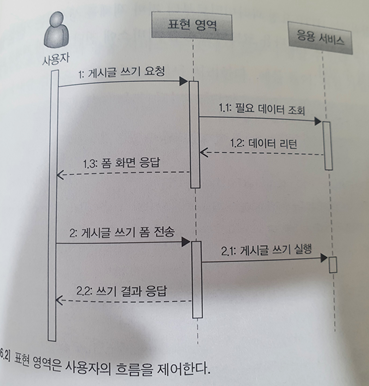 표현 영역
응용 서비스
사용자
1: 게시글 쓰기 요청
1.1: 필요 데이터 조회
1.2: 데이터 리턴
1.3: 폼 화면 응답
2: 게시글 쓰기 폼 전송
2.1: 게시글 쓰기 실행
2.2: 쓰기 결과 응답
6.2] 표현 영역은 사용자의 흐름을 제어한다.